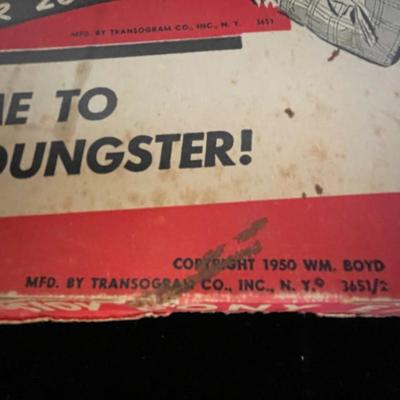 MFD. BY TRANSOGRAM CO., INC., N. Y. 3651
TO
OUNGSTER!
COPYRIGHT 1950 WM. BOYD
MFD. BY TRANSOGRAM CO., INC., N. Y. 3651/2